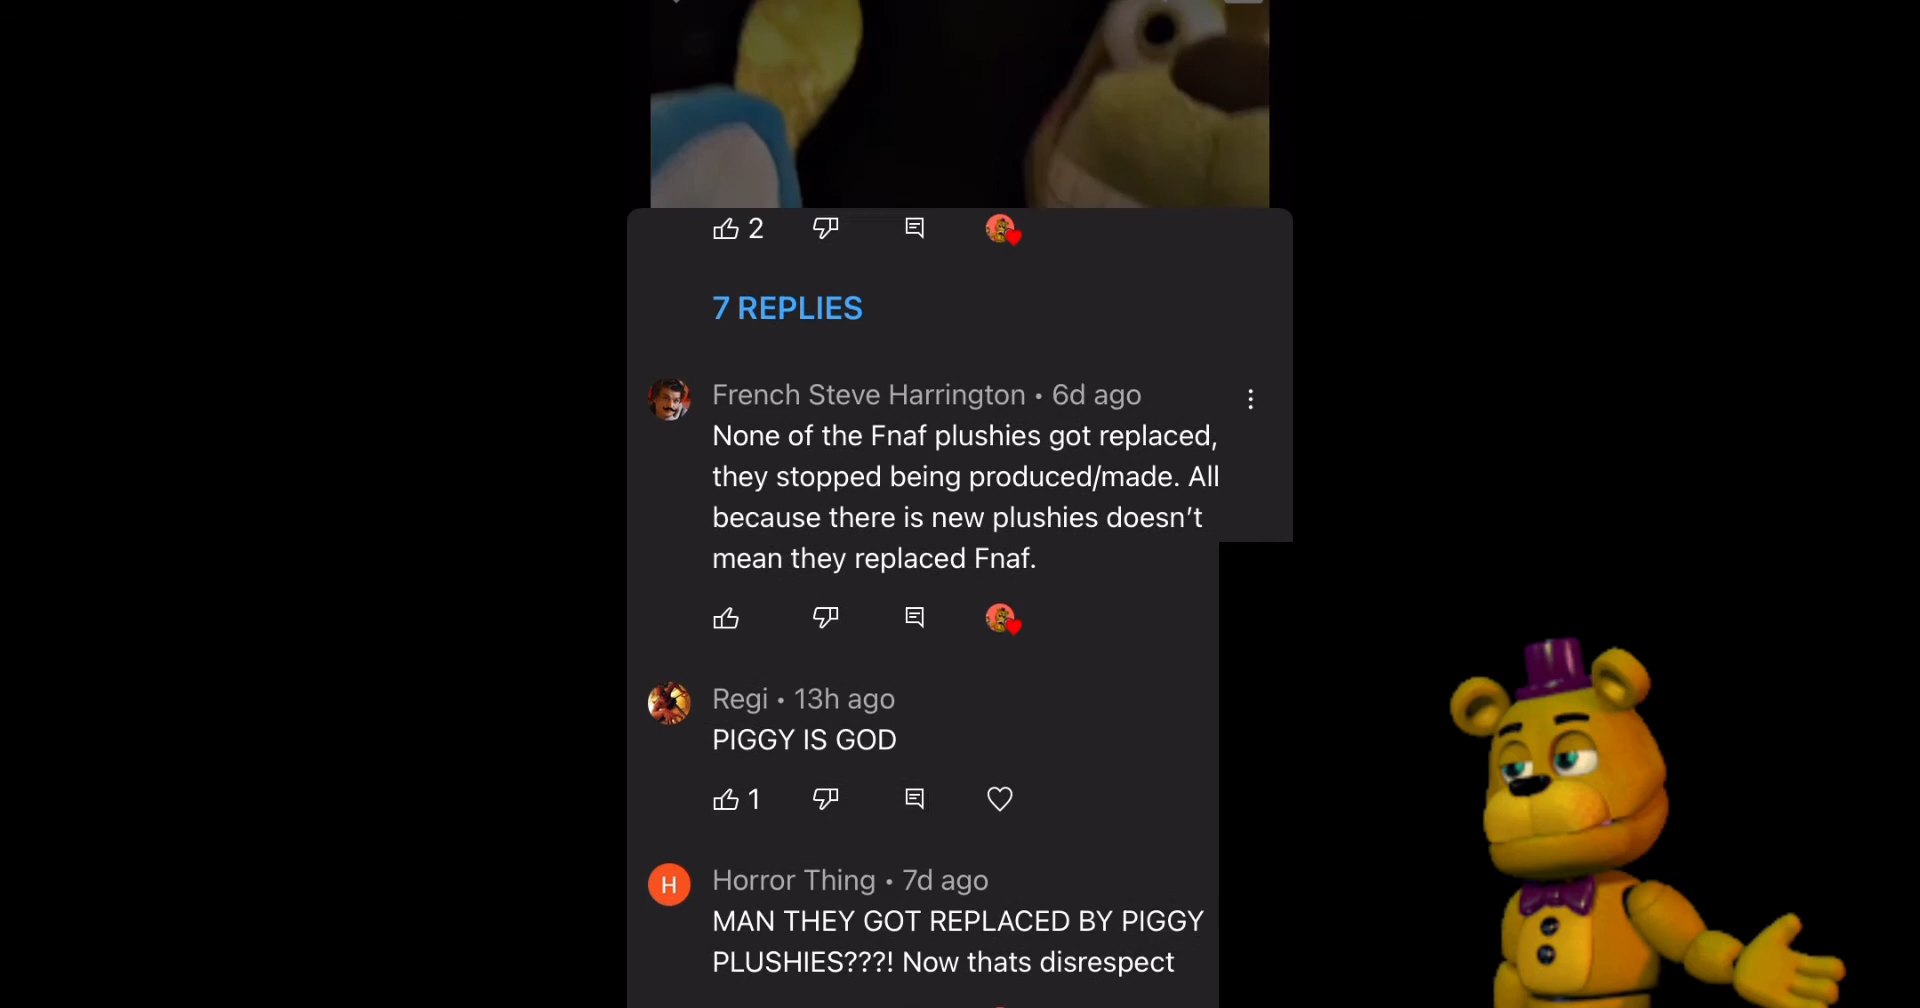 2
7 REPLIES
French Steve Harrington • 6d ago
None of the Fnaf plushies got replaced,
they stopped being produced/made. All
because there is new plushies doesn’t
mean they replaced Fnaf.
Regi • 13h ago
PIGGY IS GOD
1
H
Horror Thing • 7d ago
MAN THEY GOT REPLACED BY PIGGY
PLUSHIES???! Now thats disrespect